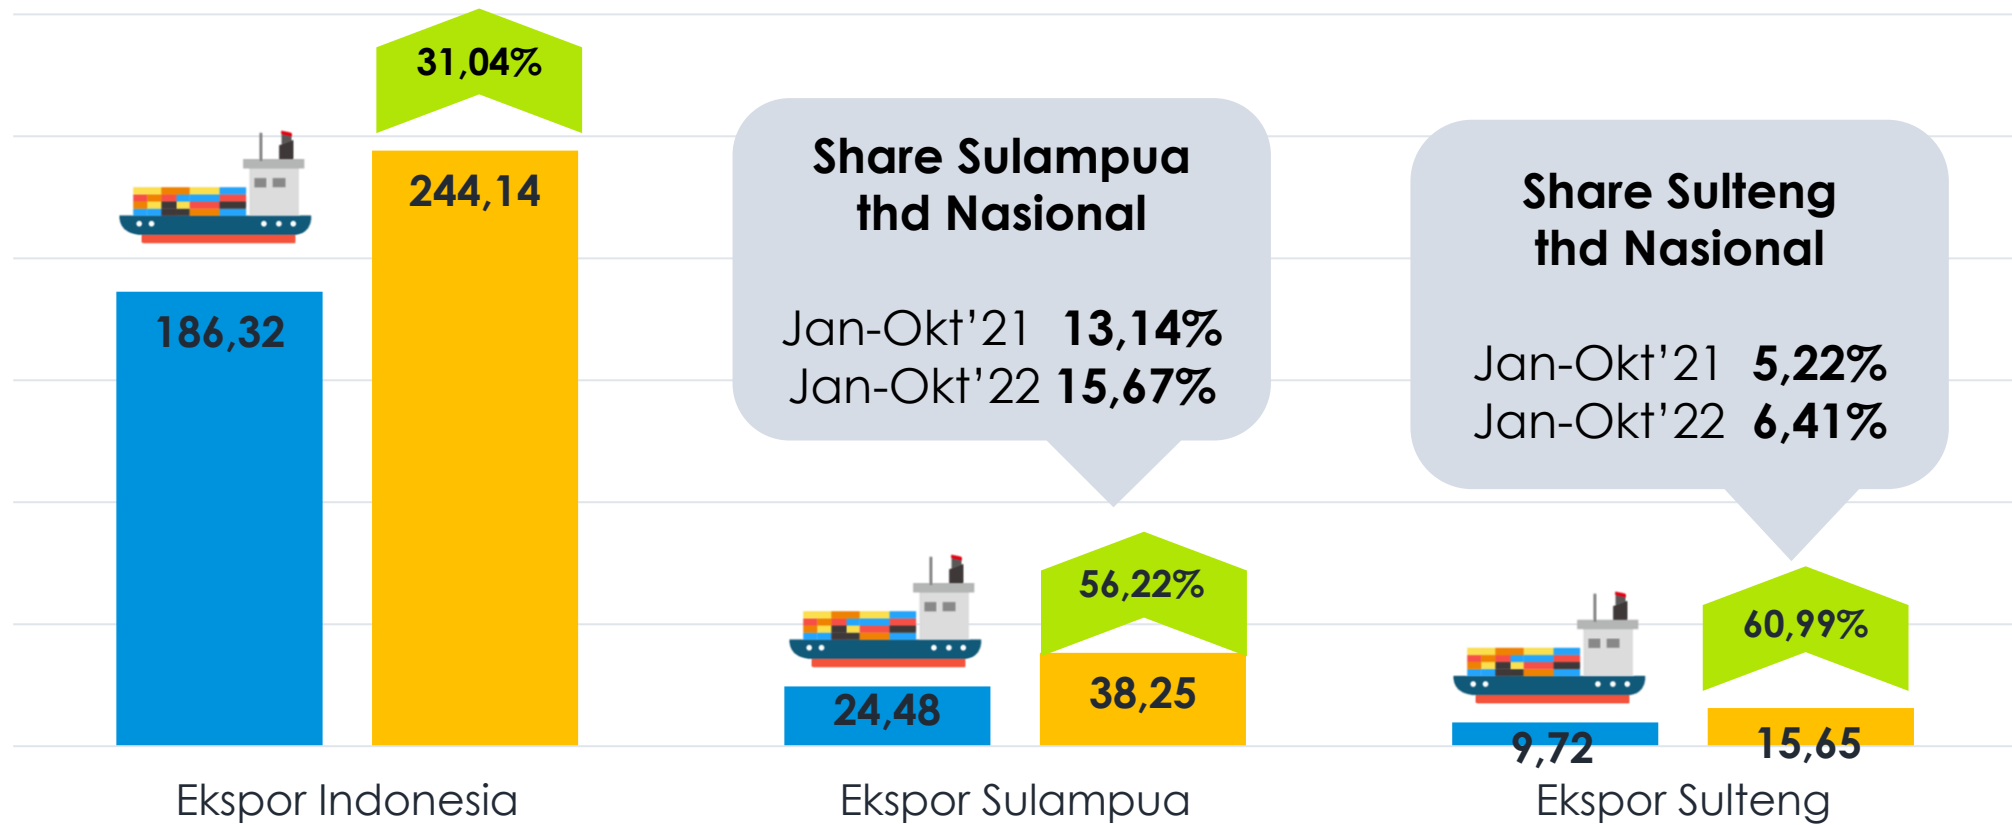 31,04%
244,14
186,32
Ekspor Indonesia
Share Sulampua
thd Nasional
Jan-Okt’21 13,14%
Jan-Okt’22 15,67%
56,22%
24,48
38,25
Ekspor Sulampua
Share Sulteng
thd Nasional
Jan-Okt’21 5,22%
Jan-Okt’22 6,41%
60,99%
9,72
15,65
Ekspor Sulteng